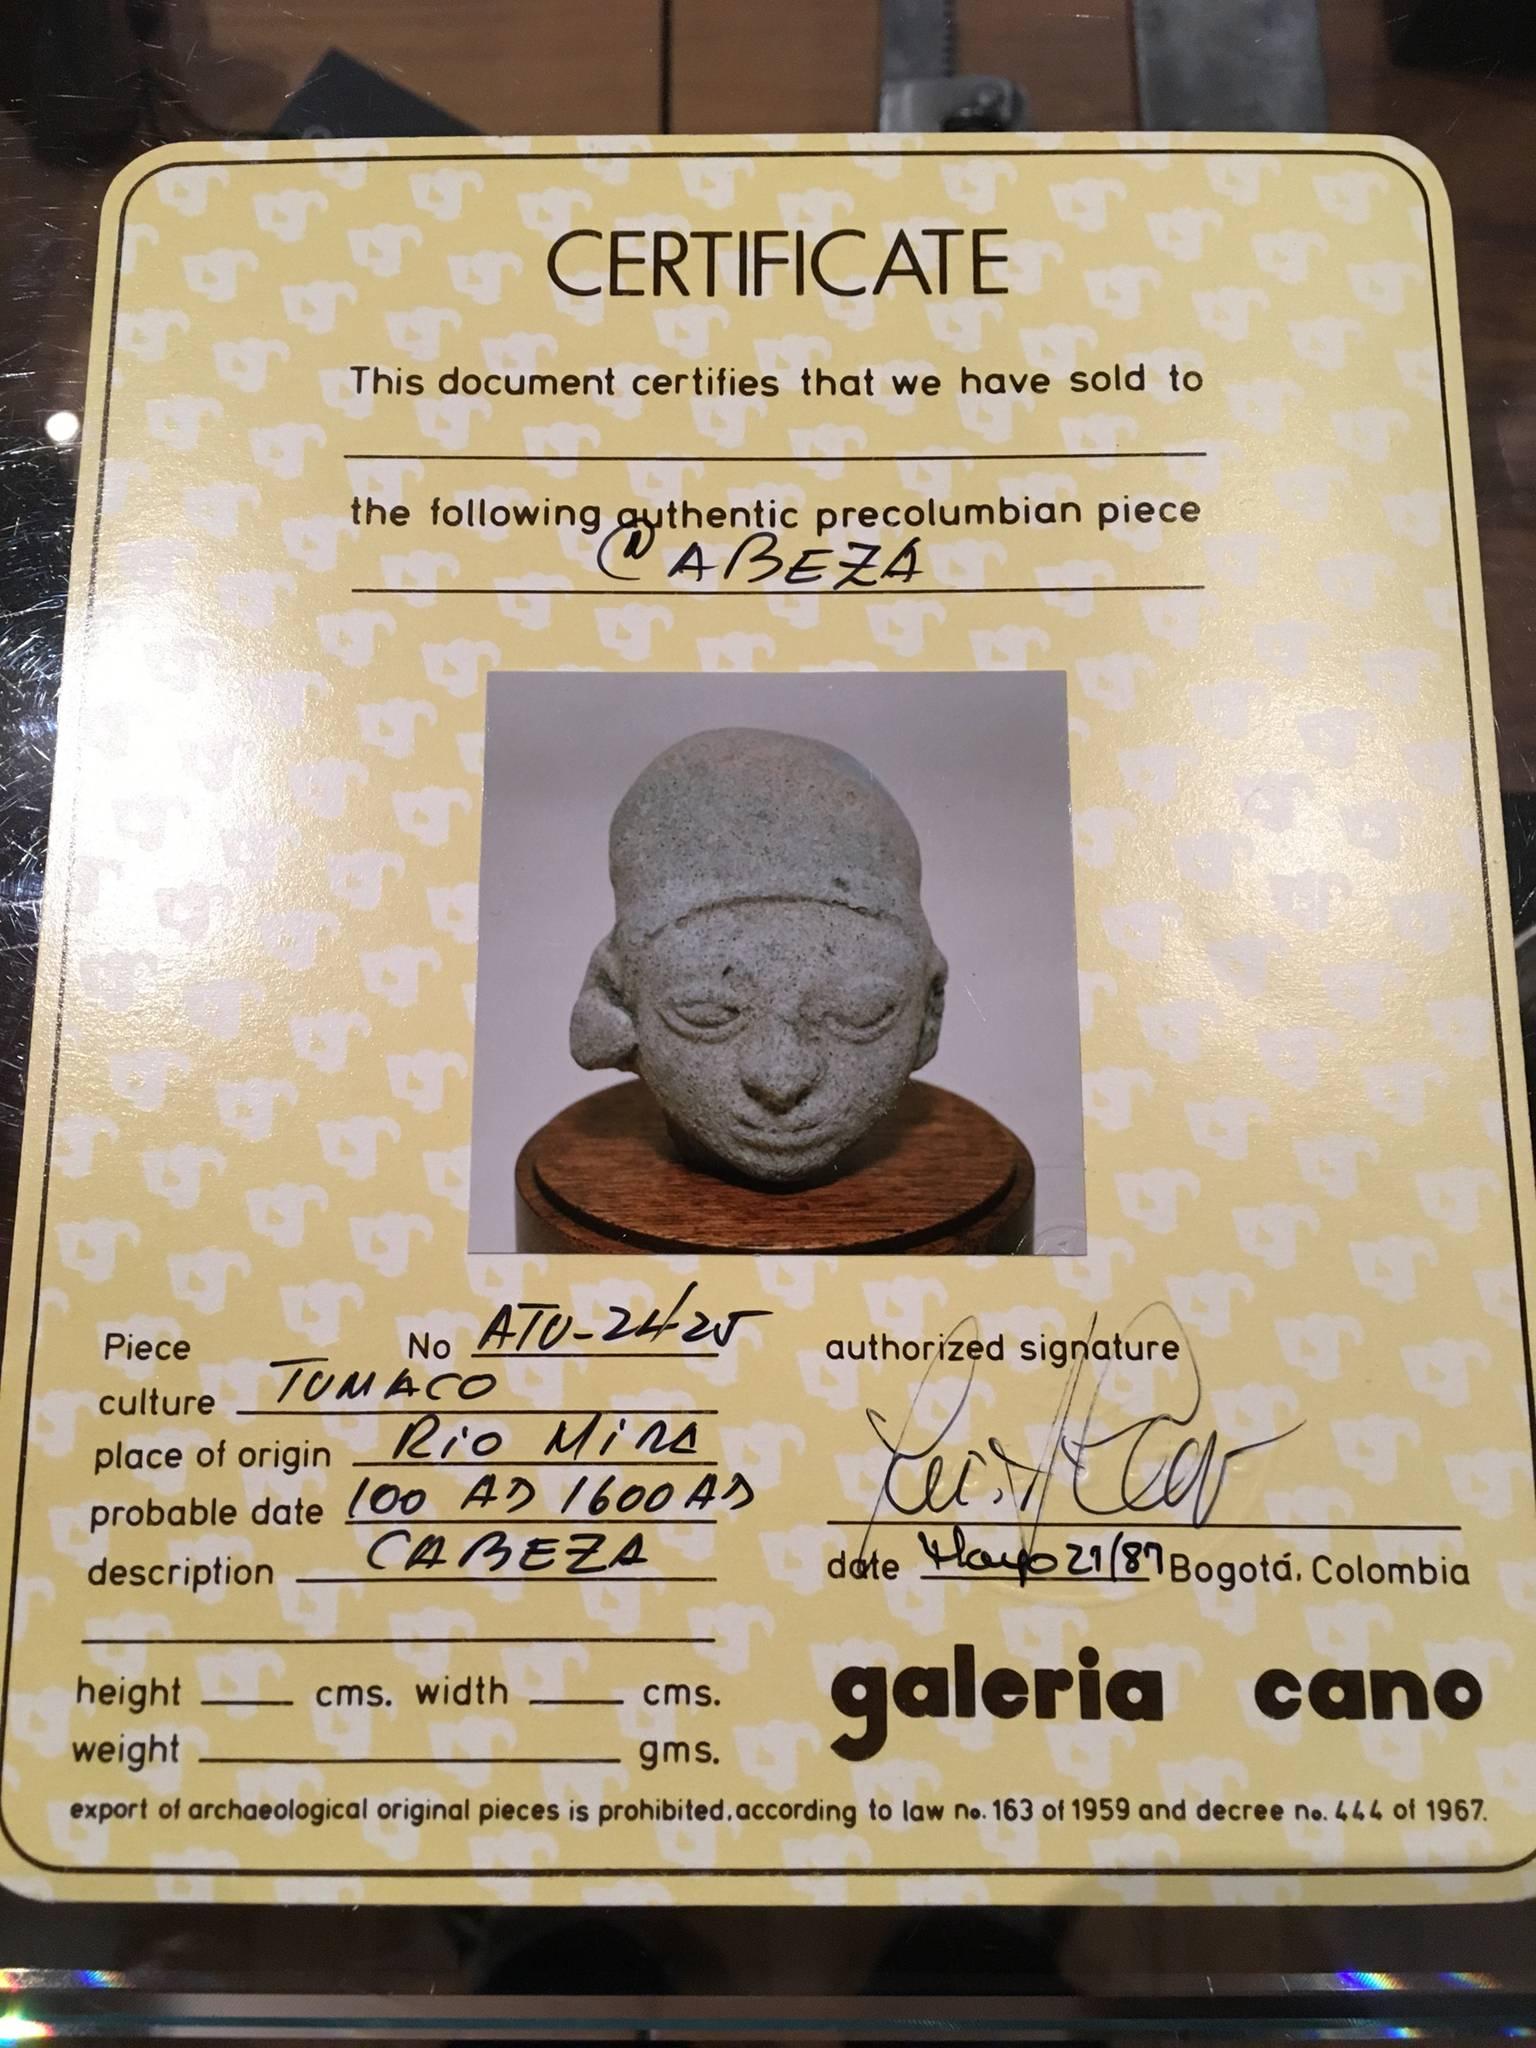 CERTIFICATE
This document certifies that we have sold to
the following authentic precolumbian piece
CABEZA
Piece No ATU-2425
culture TUMACO
place of origin RiO MiRA
probable date 100 AD 1600 AD
description CABEZA
height cms. width cms.
weight gms.
authorized signature
date Mayo 21/87 Bogotá, Colombia
galeria cano
export of archaeological original pieces is prohibited, according to law no. 163 of 1959 and decree no. 444 of 1967.